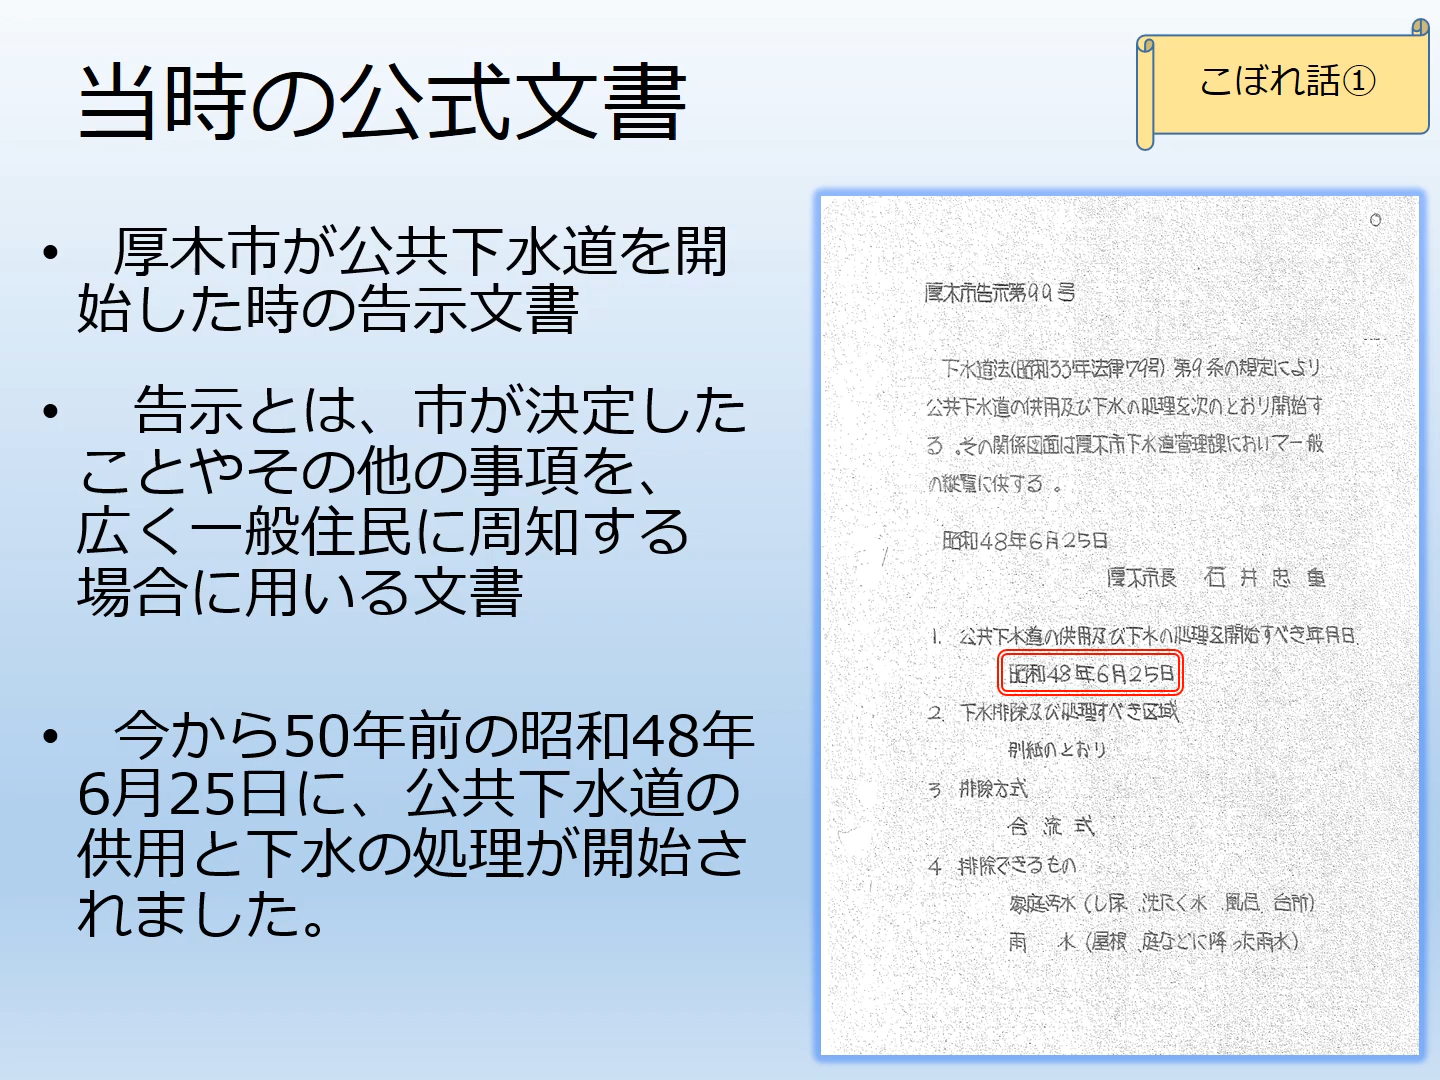 当時の公式文書
こぼれ話①
• 厚木市が公共下水道を開
始した時の告示文書
• 告示とは、市が決定した
ことやその他の事項を、
広く一般住民に周知する
場合に用いる文書
• 今から50年前の昭和48年
6月25日に、公共下水道の
供用と下水の処理が開始さ
れました。
厚木市告示第99号
下水道法(昭和33年法律79号) 第9条の規定により
公共下水道の供用及び下水の処理を次のとおり開始す
る。その関係図面は厚木市下水道管理課においマ一般
の縦覧に供する。
昭和48年6月25日
厚木市長 石井忠重
1. 公共下水道の供用及び下水の処理を開始すべき年月日
昭和48年6月25日
2. 下水排除及び処理すべき区域
別紙のとおり
3 排除方式
合流式
4 排除できるもの
家庭汚水(し尿、洗たく水、風呂、台所)
雨 水(屋根、庭などに降った雨水)